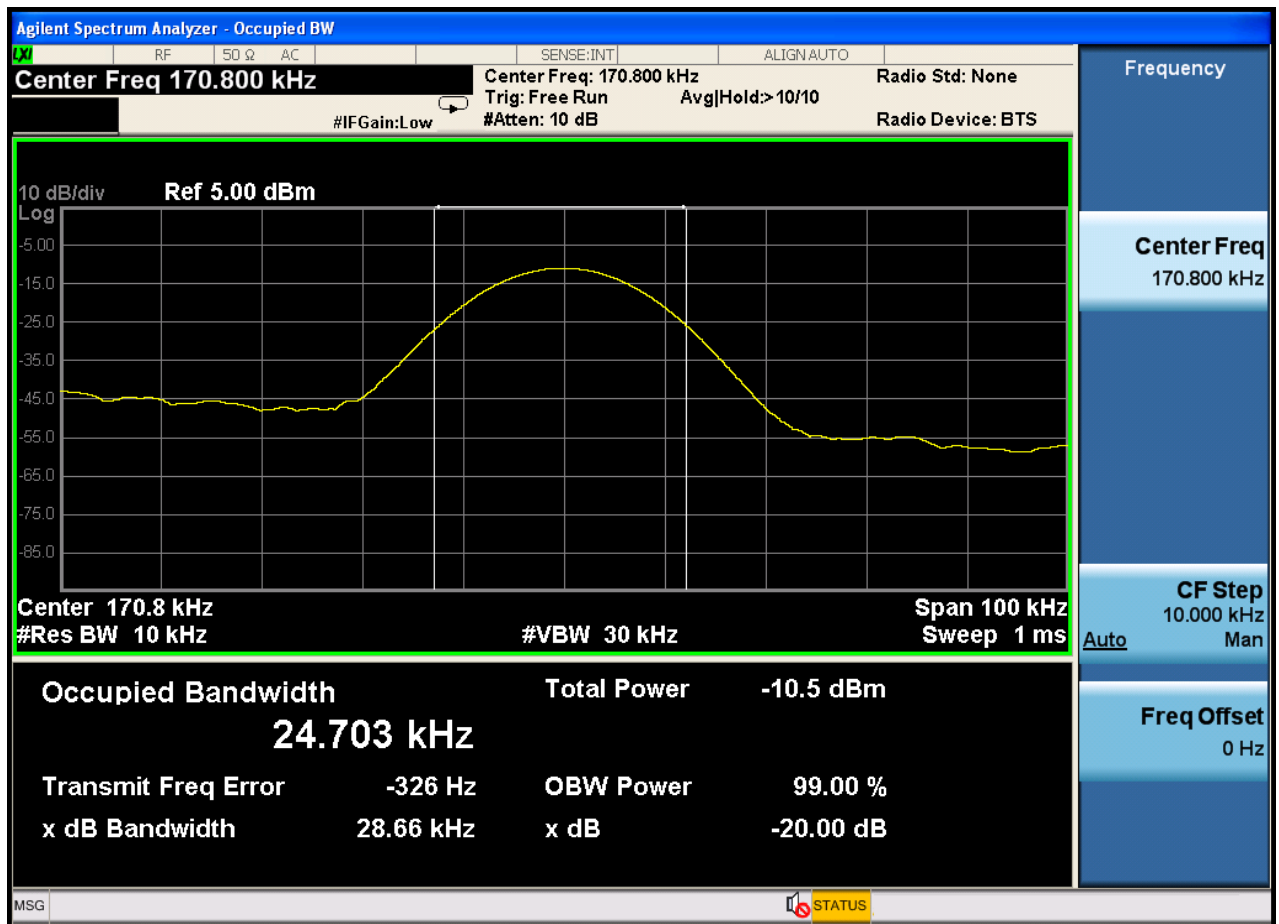 Agilent Spectrum Analyzer - Occupied BW
LXI RF 50 Ω AC SENSE:INT ALIGN AUTO
Center Freq 170.800 kHz
Center Freq: 170.800 kHz Radio Std: None
Trig: Free Run Avg|Hold:>10/10
#IFGain:Low #Atten: 10 dB Radio Device: BTS
10 dB/div Ref 5.00 dBm
Log
-5.00
-15.0
-25.0
-35.0
-45.0
-55.0
-65.0
-75.0
-85.0
Center 170.8 kHz Span 100 kHz
#Res BW 10 kHz #VBW 30 kHz Sweep 1 ms
Occupied Bandwidth Total Power -10.5 dBm
24.703 kHz
Transmit Freq Error -326 Hz OBW Power 99.00 %
x dB Bandwidth 28.66 kHz x dB -20.00 dB
Frequency
Center Freq
170.800 kHz
CF Step
10.000 kHz
Auto Man
Freq Offset
0 Hz
MSG STATUS